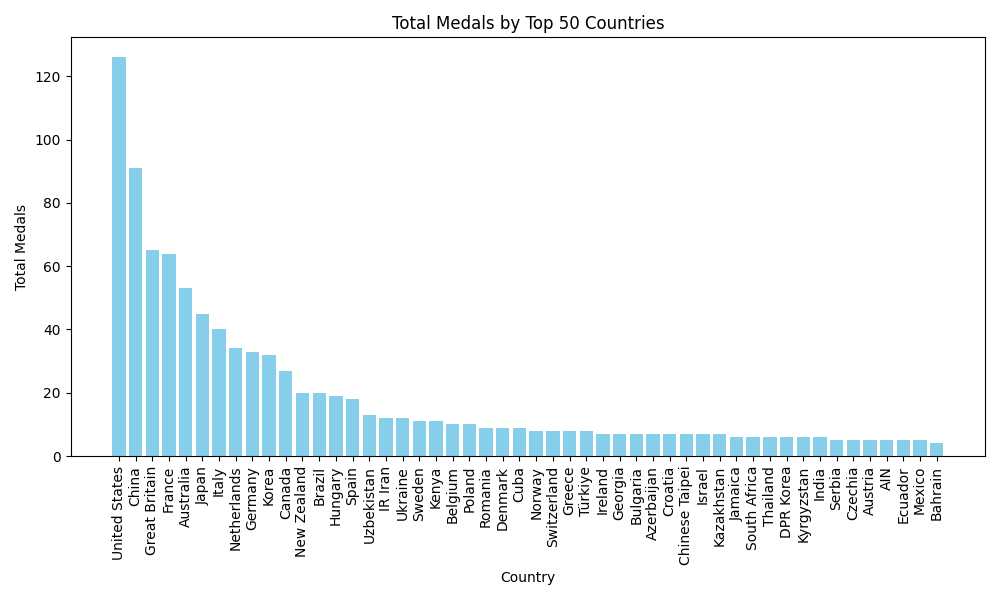 Total Medals by Top 50 Countries
Total Medals
120
100
80
60
40
20
0
United States
China
Great Britain
France
Australia
Japan
Italy
Netherlands
Germany
Korea
Canada
New Zealand
Brazil
Hungary
Spain
Uzbekistan
IR Iran
Ukraine
Sweden
Kenya
Belgium
Poland
Romania
Denmark
Cuba
Norway
Switzerland
Greece
Türkiye
Ireland
Georgia
Bulgaria
Azerbaijan
Croatia
Chinese Taipei
Israel
Kazakhstan
Jamaica
South Africa
Thailand
DPR Korea
Kyrgyzstan
India
Serbia
Czechia
Austria
AIN
Ecuador
Mexico
Bahrain
Country